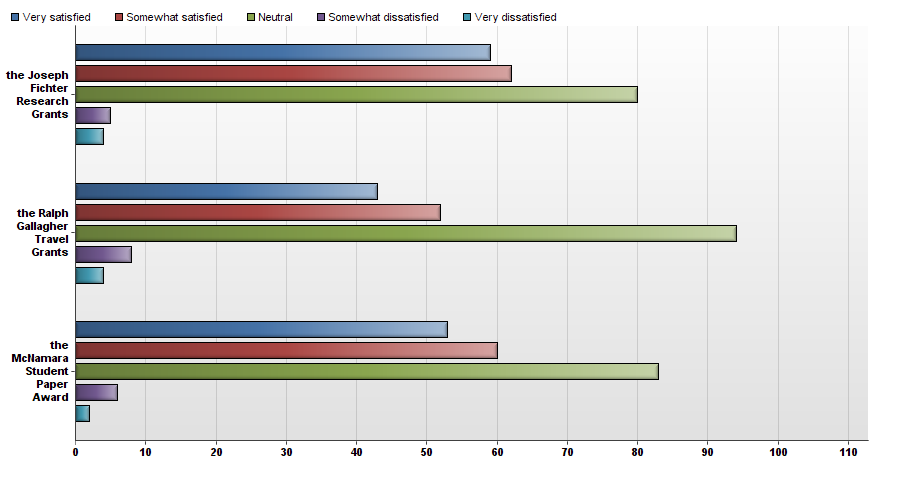 Very satisfied Somewhat satisfied Neutral Somewhat dissatisfied Very dissatisfied
the Joseph
Fichter
Research
Grants
the Ralph
Gallagher
Travel
Grants
the
McNamara
Student
Paper
Award
0 10 20 30 40 50 60 70 80 90 100 110